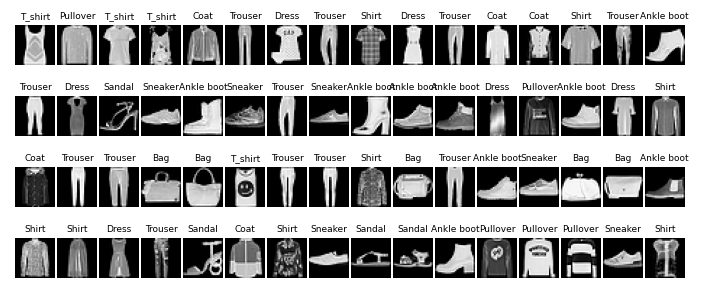 T_shirt Pullover T_shirt T_shirt Coat Trouser Dress Trouser Shirt Dress Trouser Coat Coat Shirt Trouser Ankle boot
Trouser Dress Sandal Sneaker Ankle boot Sneaker Trouser Sneaker Ankle boot Ankle boot Ankle boot Dress Pullover Ankle boot Dress Shirt
Coat Trouser Trouser Bag Bag T_shirt Trouser Trouser Shirt Bag Trouser Ankle boot Sneaker Bag Bag Ankle boot
Shirt Shirt Dress Trouser Sandal Coat Shirt Sneaker Sandal Sandal Ankle boot Pullover Pullover Pullover Sneaker Shirt